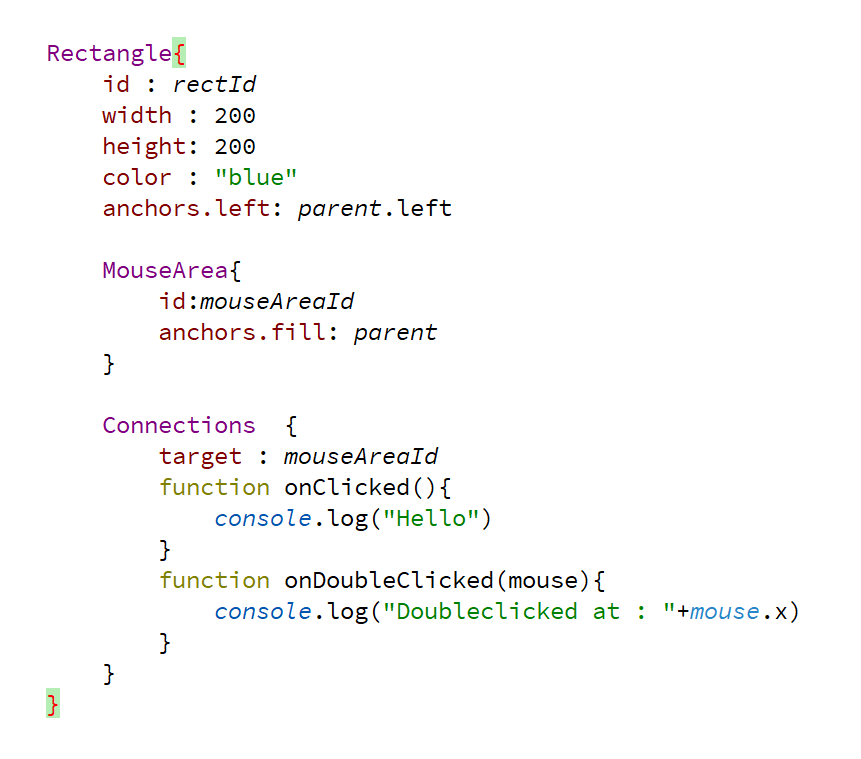 Rectangle{
    id : rectId
    width : 200
    height: 200
    color : "blue"
    anchors.left: parent.left

    MouseArea{
        id:mouseAreaId
        anchors.fill: parent
    }

    Connections  {
        target : mouseAreaId
        function onClicked(){
            console.log("Hello")
        }
        function onDoubleClicked(mouse){
            console.log("Doubleclicked at : "+mouse.x)
        }
    }
}